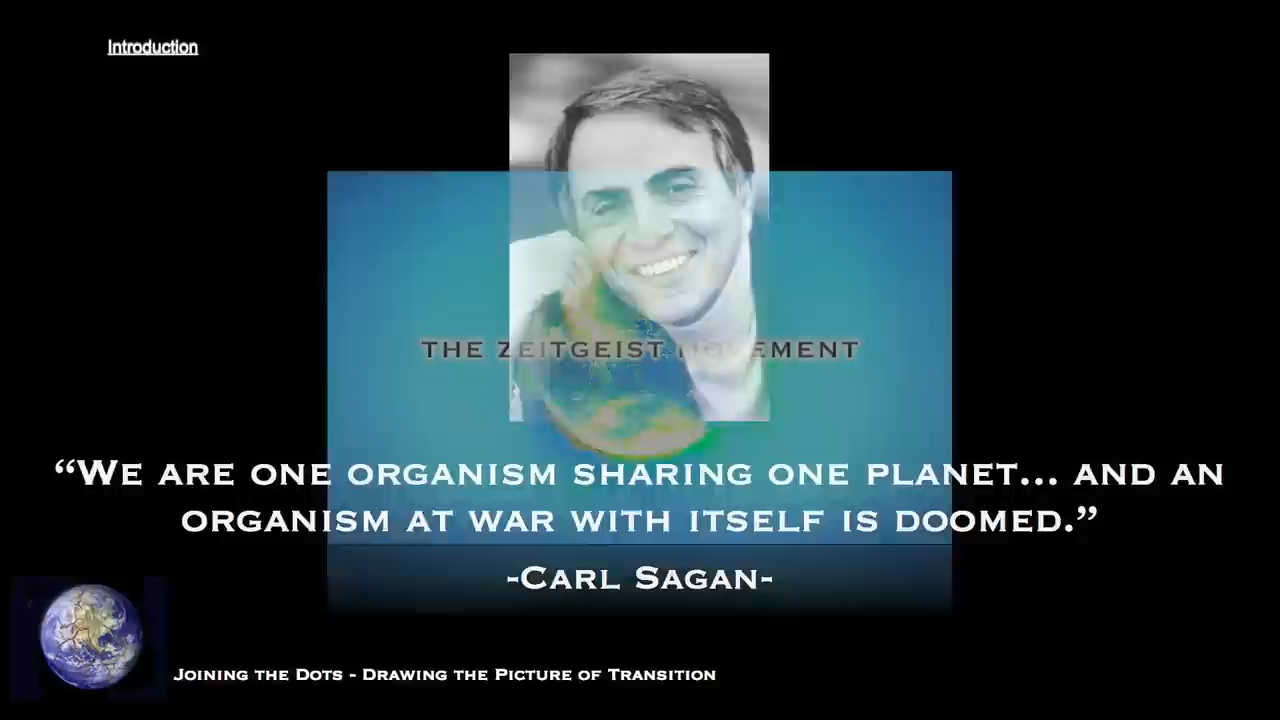 Introduction
THE ZEITGEIST MOVEMENT
“WE ARE ONE ORGANISM SHARING ONE PLANET... AND AN
ORGANISM AT WAR WITH ITSELF IS DOOMED.”
-CARL SAGAN-
JOINING THE DOTS - DRAWING THE PICTURE OF TRANSITION